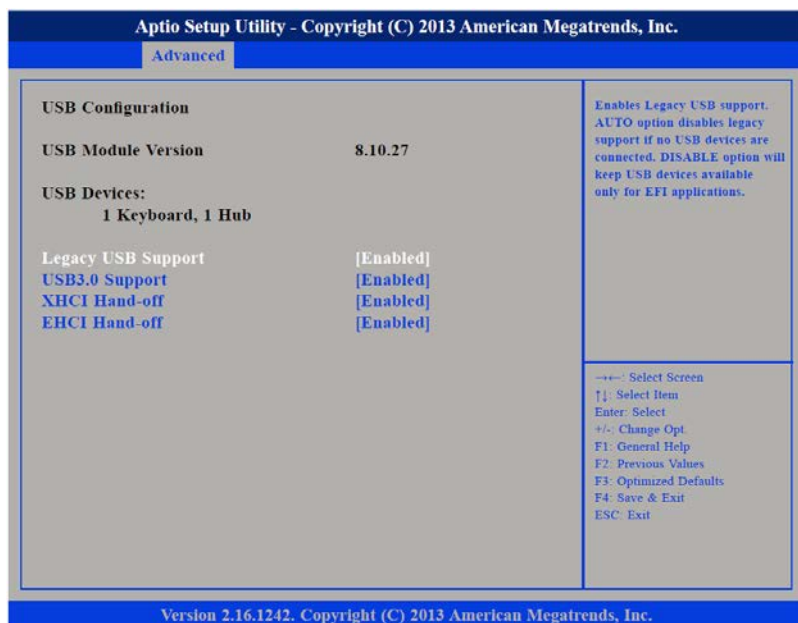 Aptio Setup Utility - Copyright (C) 2013 American Megatrends, Inc.
Advanced
USB Configuration
USB Module Version 8.10.27
USB Devices:
1 Keyboard, 1 Hub
Legacy USB Support [Enabled]
USB3.0 Support [Enabled]
XHCI Hand-off [Enabled]
EHCI Hand-off [Enabled]
Enables Legacy USB support.
AUTO option disables legacy
support if no USB devices are
connected. DISABLE option will
keep USB devices available
only for EFI applications.
→←: Select Screen
↑↓: Select Item
Enter: Select
+/-: Change Opt.
F1: General Help
F2: Previous Values
F3: Optimized Defaults
F4: Save & Exit
ESC: Exit
Version 2.16.1242. Copyright (C) 2013 American Megatrends, Inc.